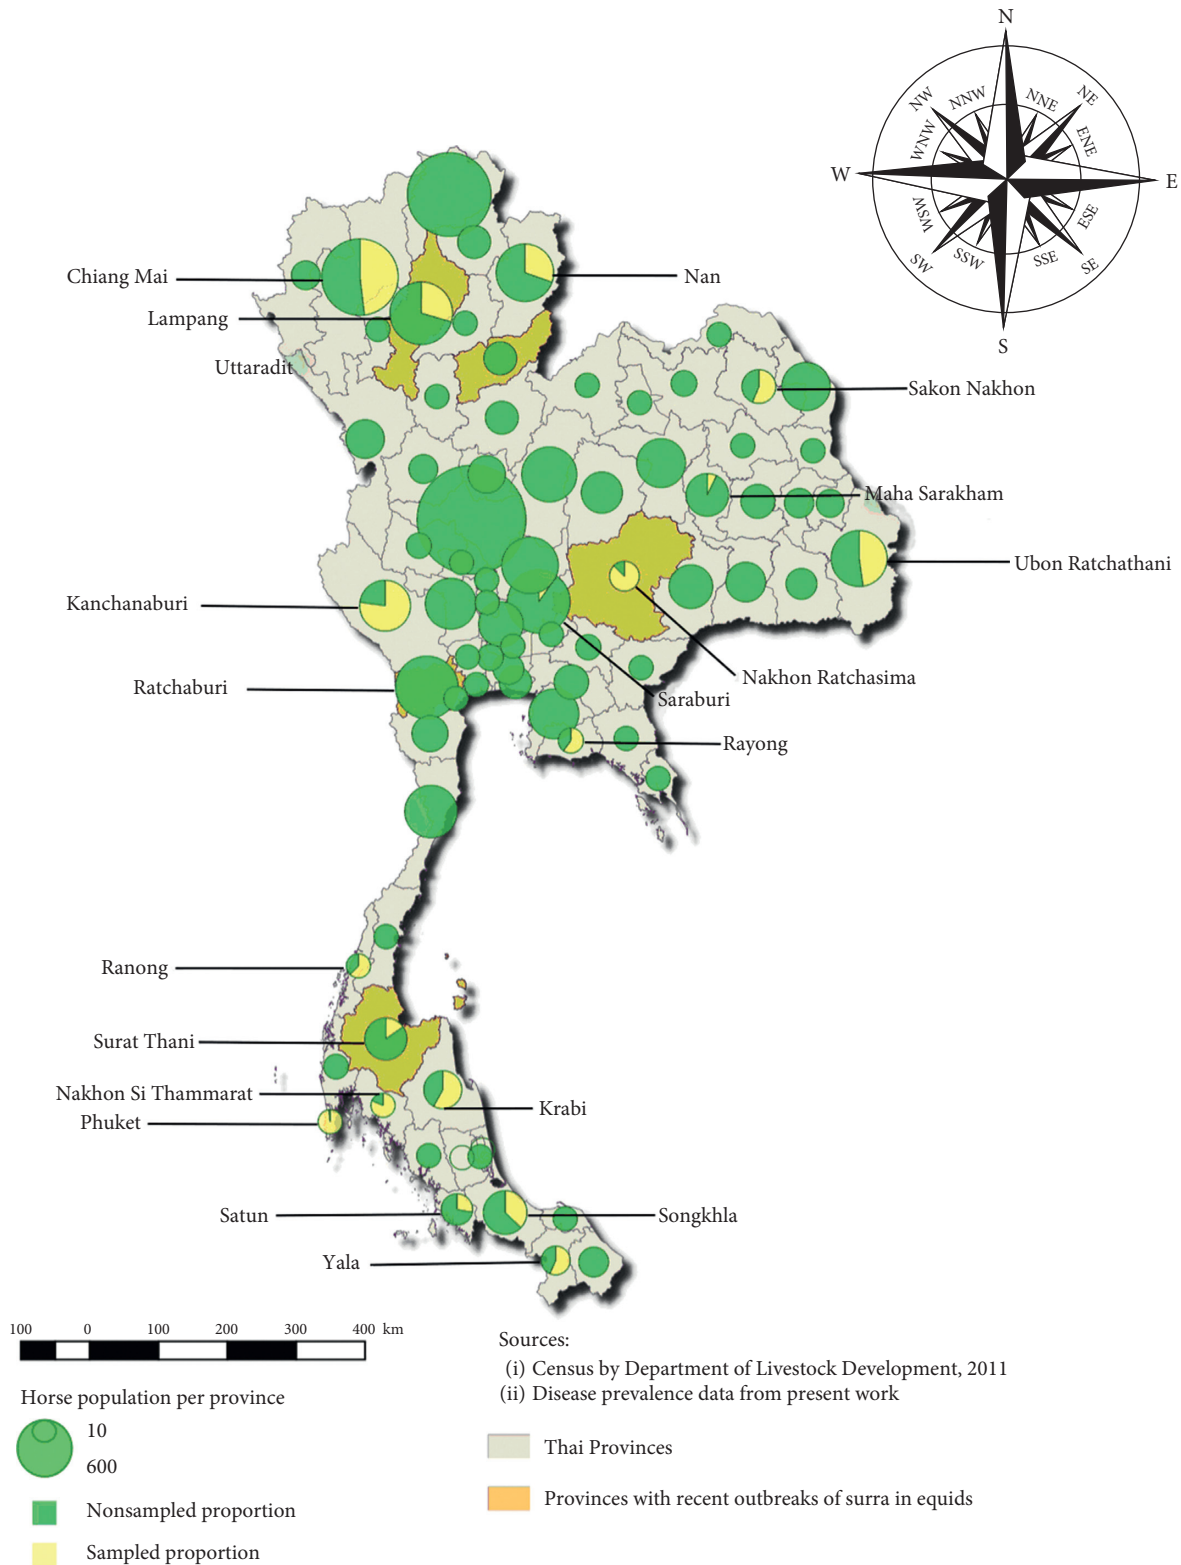 N
NNW
NNE
NW
NE
WNW
ENE
W
E
WSW
ESE
SW
SSW
SSE
SE
S
Chiang Mai
Nan
Lampang
Uttaradit
Sakon Nakhon
Maha Sarakham
Ubon Ratchathani
Kanchanaburi
Nakhon Ratchasima
Ratchaburi
Saraburi
Rayong
Ranong
Surat Thani
Nakhon Si Thammarat
Krabi
Phuket
Satun
Songkhla
Yala
100 0 100 200 300 400 km
Sources:
(i) Census by Department of Livestock Development, 2011
(ii) Disease prevalence data from present work
Horse population per province
10
600
Nonsampled proportion
Sampled proportion
Thai Provinces
Provinces with recent outbreaks of surra in equids